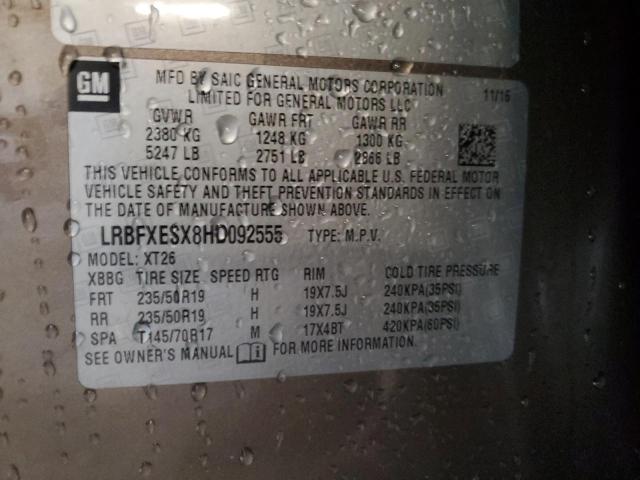 GM
MFD BY SAIC GENERAL MOTORS CORPORATION
LIMITED FOR GENERAL MOTORS LLC 11/16
GVWR GAWR FRT GAWR RR
2380 KG 1248 KG 1300 KG
5247 LB 2751 LB 2866 LB
THIS VEHICLE CONFORMS TO ALL APPLICABLE U.S. FEDERAL MOTOR
VEHICLE SAFETY AND THEFT PREVENTION STANDARDS IN EFFECT ON
THE DATE OF MANUFACTURE SHOWN ABOVE.
LRBFXESX8HD092555 TYPE: M.P.V.
MODEL: XT26
XBBG TIRE SIZE SPEED RTG RIM COLD TIRE PRESSURE
FRT 235/50R19 H 19X7.5J 240KPA(35PSI)
RR 235/50R19 H 19X7.5J 240KPA(35PSI)
SPA T145/70R17 M 17X4BT 420KPA(60PSI)
SEE OWNER'S MANUAL FOR MORE INFORMATION.